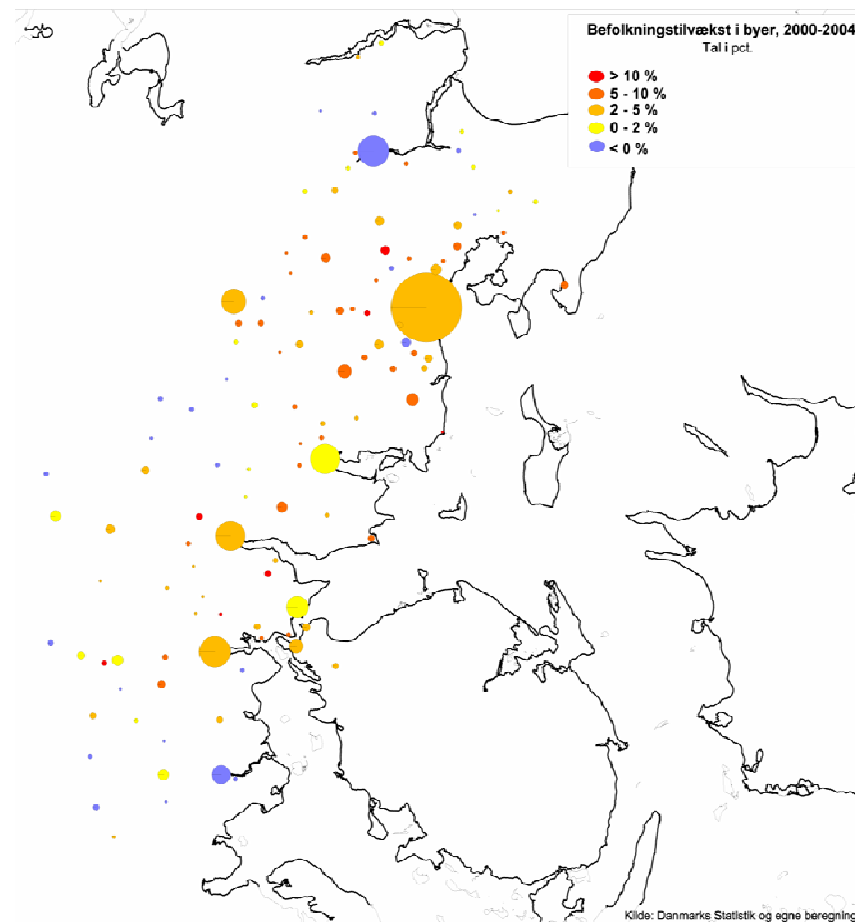 Befolkningstilvækst i byer, 2000-2004
Tal i pct.
> 10 %
5 - 10 %
2 - 5 %
0 - 2 %
< 0 %
Kilde: Danmarks Statistik og egne beregning